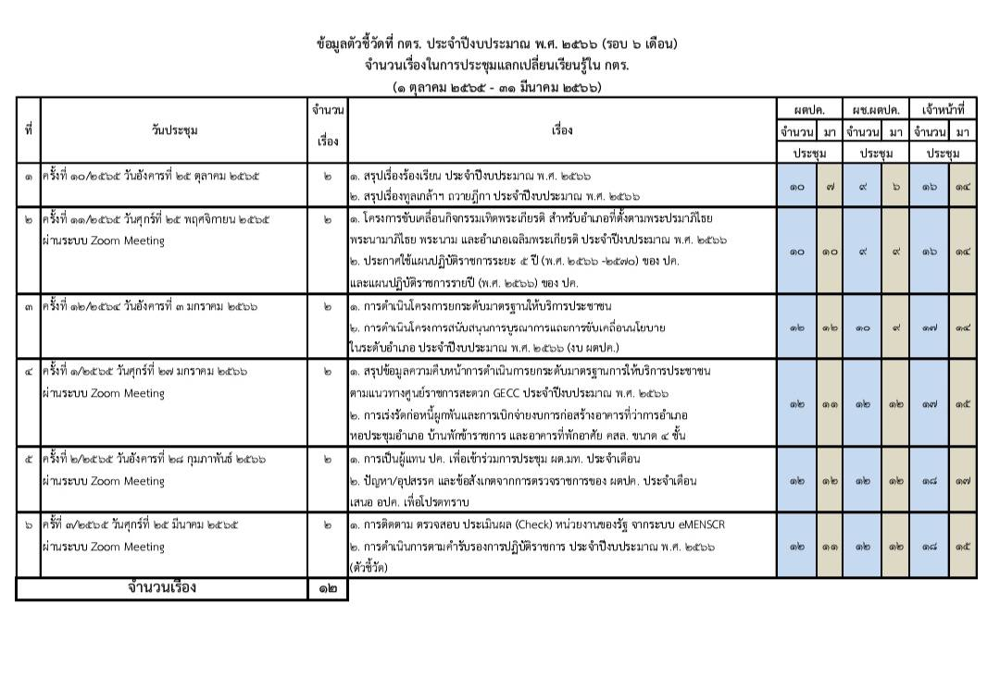 ข้อมูลตัวชี้วัดที่ กตร. ประจำปีงบประมาณ พ.ศ. ๒๕๖๖ (รอบ ๖ เดือน)
จำนวนเรื่องในการประชุมแลกเปลี่ยนเรียนรู้ใน กตร.
(๑ ตุลาคม ๒๕๖๕ - ๓๑ มีนาคม ๒๕๖๖)
ที่ วันประชุม จำนวน เรื่อง เรื่อง ผตปค. ผช.ผตปค. เจ้าหน้าที่
จำนวน มา จำนวน มา จำนวน มา
ประชุม ประชุม ประชุม
๑ ครั้งที่ ๑๐/๒๕๖๕ วันอังคารที่ ๒๕ ตุลาคม ๒๕๖๕ ๒ ๑. สรุปเรื่องร้องเรียน ประจำปีงบประมาณ พ.ศ. ๒๕๖๖ ๑๐ ๗ ๙ ๖ ๑๖ ๑๔
๒. สรุปเรื่องทูลเกล้าฯ ถวายฎีกา ประจำปีงบประมาณ พ.ศ. ๒๕๖๖
๒ ครั้งที่ ๑๑/๒๕๖๕ วันศุกร์ที่ ๒๕ พฤศจิกายน ๒๕๖๕ ๒ ๑. โครงการขับเคลื่อนกิจกรรมเทิดพระเกียรติ สำหรับอำเภอที่ตั้งตามพระปรมาภิไธย ๑๐ ๑๐ ๙ ๙ ๑๖ ๑๔
ผ่านระบบ Zoom Meeting พระนามาภิไธย พระนาม และอำเภอเฉลิมพระเกียรติ ประจำปีงบประมาณ พ.ศ. ๒๕๖๖
๒. ประกาศใช้แผนปฏิบัติราชการระยะ ๕ ปี (พ.ศ. ๒๕๖๖ -๒๕๗๐) ของ ปค.
และแผนปฏิบัติราชการรายปี (พ.ศ. ๒๕๖๖) ของ ปค.
๓ ครั้งที่ ๑๒/๒๕๖๔ วันอังคารที่ ๓ มกราคม ๒๕๖๖ ๒ ๑. การดำเนินโครงการยกระดับมาตรฐานให้บริการประชาชน ๑๒ ๑๒ ๑๐ ๙ ๑๗ ๑๔
๒. การดำเนินโครงการสนับสนุนการบูรณาการและการขับเคลื่อนนโยบาย
ในระดับอำเภอ ประจำปีงบประมาณ พ.ศ. ๒๕๖๖ (งบ ผตปค.)
๔ ครั้งที่ ๑/๒๕๖๕ วันศุกร์ที่ ๒๗ มกราคม ๒๕๖๖ ๒ ๑. สรุปข้อมูลความคืบหน้าการดำเนินการยกระดับมาตรฐานการให้บริการประชาชน ๑๒ ๑๑ ๑๒ ๑๒ ๑๗ ๑๕
ผ่านระบบ Zoom Meeting ตามแนวทางศูนย์ราชการสะดวก GECC ประจำปีงบประมาณ พ.ศ. ๒๕๖๖
๒. การเร่งรัดก่อหนี้ผูกพันและการเบิกจ่ายงบการก่อสร้างอาคารที่ว่าการอำเภอ
หอประชุมอำเภอ บ้านพักข้าราชการ และอาคารที่พักอาศัย คสล. ขนาด ๔ ชั้น
๕ ครั้งที่ ๒/๒๕๖๕ วันอังคารที่ ๒๘ กุมภาพันธ์ ๒๕๖๖ ๒ ๑. การเป็นผู้แทน ปค. เพื่อเข้าร่วมการประชุม ผต.มท. ประจำเดือน ๑๒ ๑๒ ๑๒ ๑๒ ๑๘ ๑๗
ผ่านระบบ Zoom Meeting ๒. ปัญหา/อุปสรรค และข้อสังเกตจากการตรวจราชการของ ผตปค. ประจำเดือน
เสนอ อปค. เพื่อโปรดทราบ
๖ ครั้ที่ ๓/๒๕๖๕ วันศุกร์ที่ ๒๕ มีนาคม ๒๕๖๕ ๒ ๑. การติดตาม ตรวจสอบ ประเมินผล (Check) หน่วยงานของรัฐ จากระบบ eMENSCR ๑๒ ๑๑ ๑๒ ๑๒ ๑๘ ๑๕
ผ่านระบบ Zoom Meeting ๒. การดำเนินการตามคำรับรองการปฏิบัติราชการ ประจำปีงบประมาณ พ.ศ. ๒๕๖๖
(ตัวชี้วัด)
จำนวนเรื่อง ๑๒